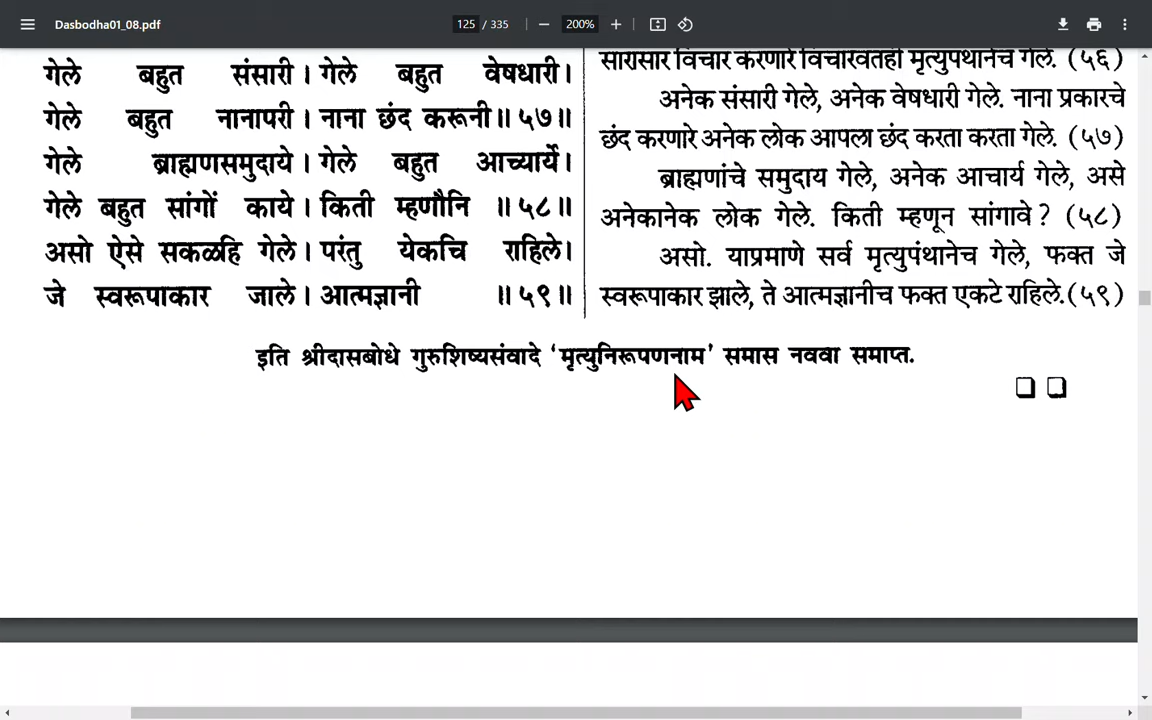 Dasbodha01_08.pdf
125 / 335
200%
गेले बहुत संसारी । गेले बहुत वेषधारी।
गेले बहुत नानापरी । नाना छंद करूनी॥ ५७॥
गेले ब्राह्मणसमुदाये । गेले बहुत आच्यार्ये।
गेले बहुत सांगों काये । किती म्हणौनि ॥ ५८॥
असो ऐसे सकळहि गेले । परंतु येकचि राहिले।
जे स्वरूपाकार जाले । आत्मज्ञानी ॥ ५९॥
सारासार विचार करणारे विचारवंतही मृत्युपंथानेच गेले. (५६)
अनेक संसारी गेले, अनेक वेषधारी गेले. नाना प्रकारचे
छंद करणारे अनेक लोक आपला छंद करता करता गेले. (५७)
ब्राह्मणांचे समुदाय गेले, अनेक आचार्य गेले, असे
अनेकानेक लोक गेले. किती म्हणून सांगावे ? (५८)
असो. याप्रमाणे सर्व मृत्युपंथानेच गेले, फक्त जे
स्वरूपाकार झाले, ते आत्मज्ञानीच फक्त एकटे राहिले.(५९)
इति श्रीदासबोधे गुरुशिष्यसंवादे ‘मृत्युनिरूपणनाम’ समास नववा समाप्त.